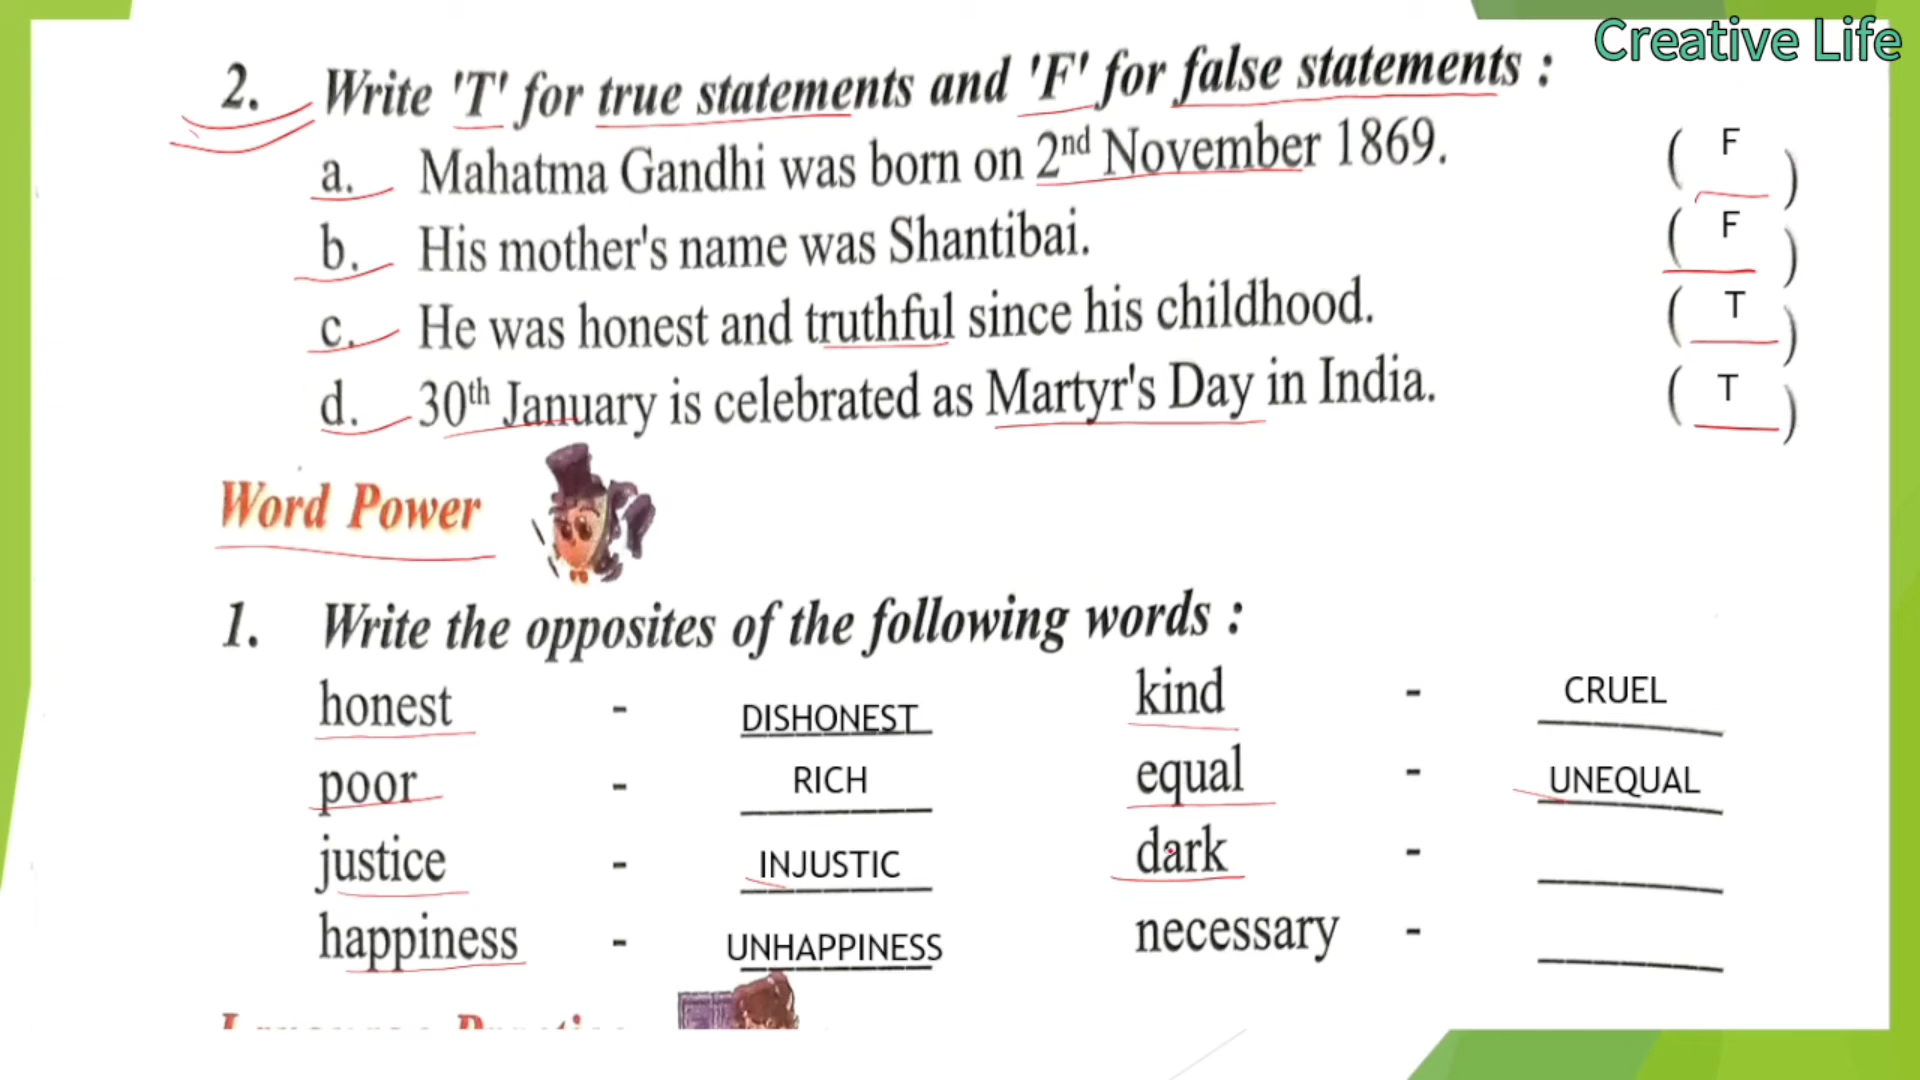 Creative Life
2. Write 'T' for true statements and 'F' for false statements :
a. Mahatma Gandhi was born on 2nd November 1869. ( F )
b. His mother's name was Shantibai. ( F )
c. He was honest and truthful since his childhood. ( T )
d. 30th January is celebrated as Martyr's Day in India. ( T )
Word Power
1. Write the opposites of the following words :
honest - DISHONEST kind - CRUEL
poor - RICH equal - UNEQUAL
justice - INJUSTIC dark -
happiness - UNHAPPINESS necessary -